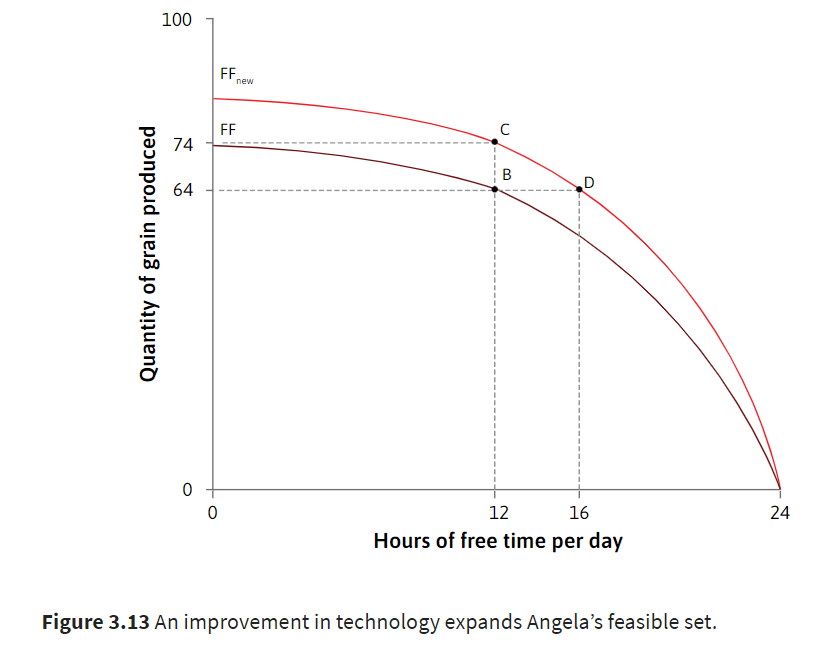 100
FFnew
FF
C
74
B
D
64
Quantity of grain produced
0
0
12
16
24
Hours of free time per day
Figure 3.13 An improvement in technology expands Angela’s feasible set.